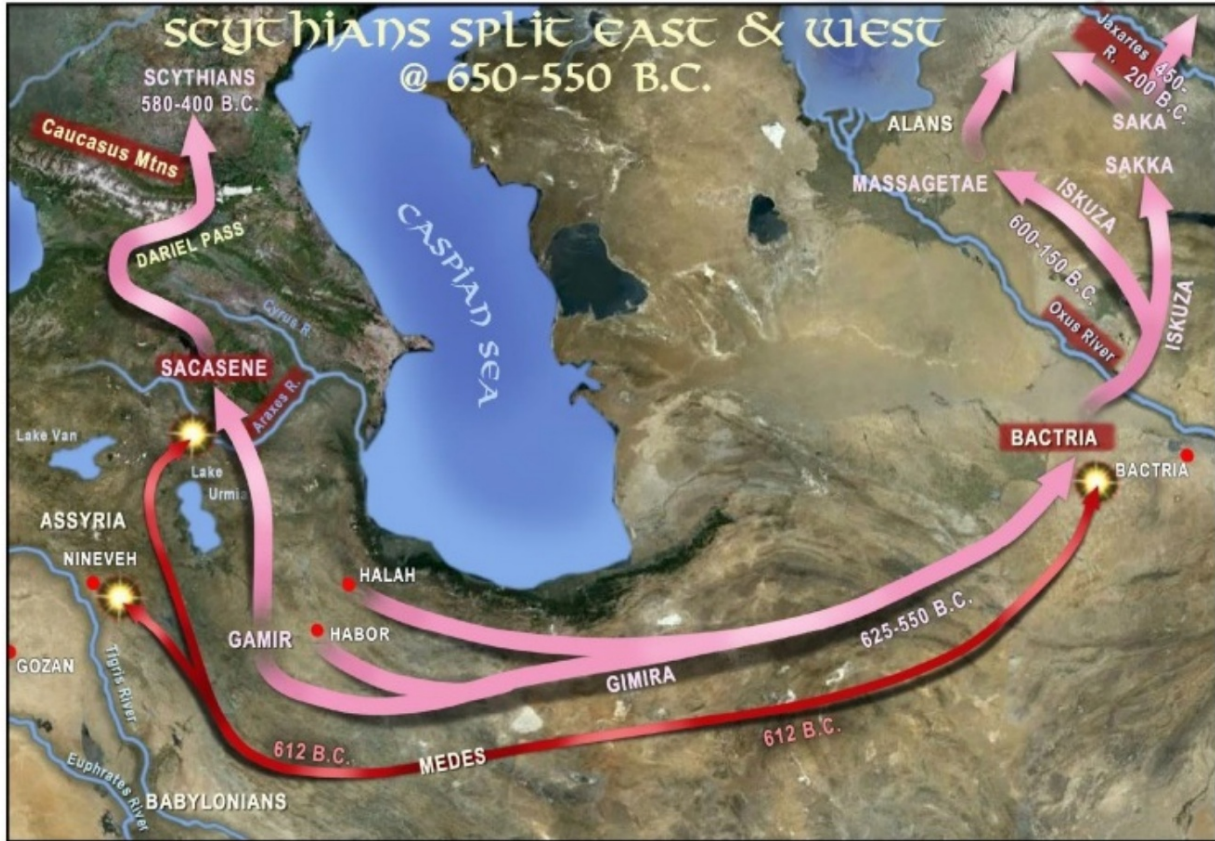 SCYTHIANS SPLIT EAST & WEST
@ 650-550 B.C.
SCYTHIANS
580-400 B.C.
Caucasus Mtns
DARIEL PASS
Cyrus R.
SACASENE
Araxes R.
Lake Van
Lake
Urmia
ASSYRIA
NINEVEH
GOZAN
Tigris River
Euphrates River
BABYLONIANS
GAMIR
HALAH
HABOR
GIMIRA
625-550 B.C.
612 B.C.
MEDES
612 B.C.
CASPIAN SEA
Jaxartes
R.
450-
200 B.C.
ALANS
SAKA
MASSAGETAE
SAKKA
ISKUZA
600-150 B.C.
ISKUZA
Oxus River
BACTRIA
BACTRIA